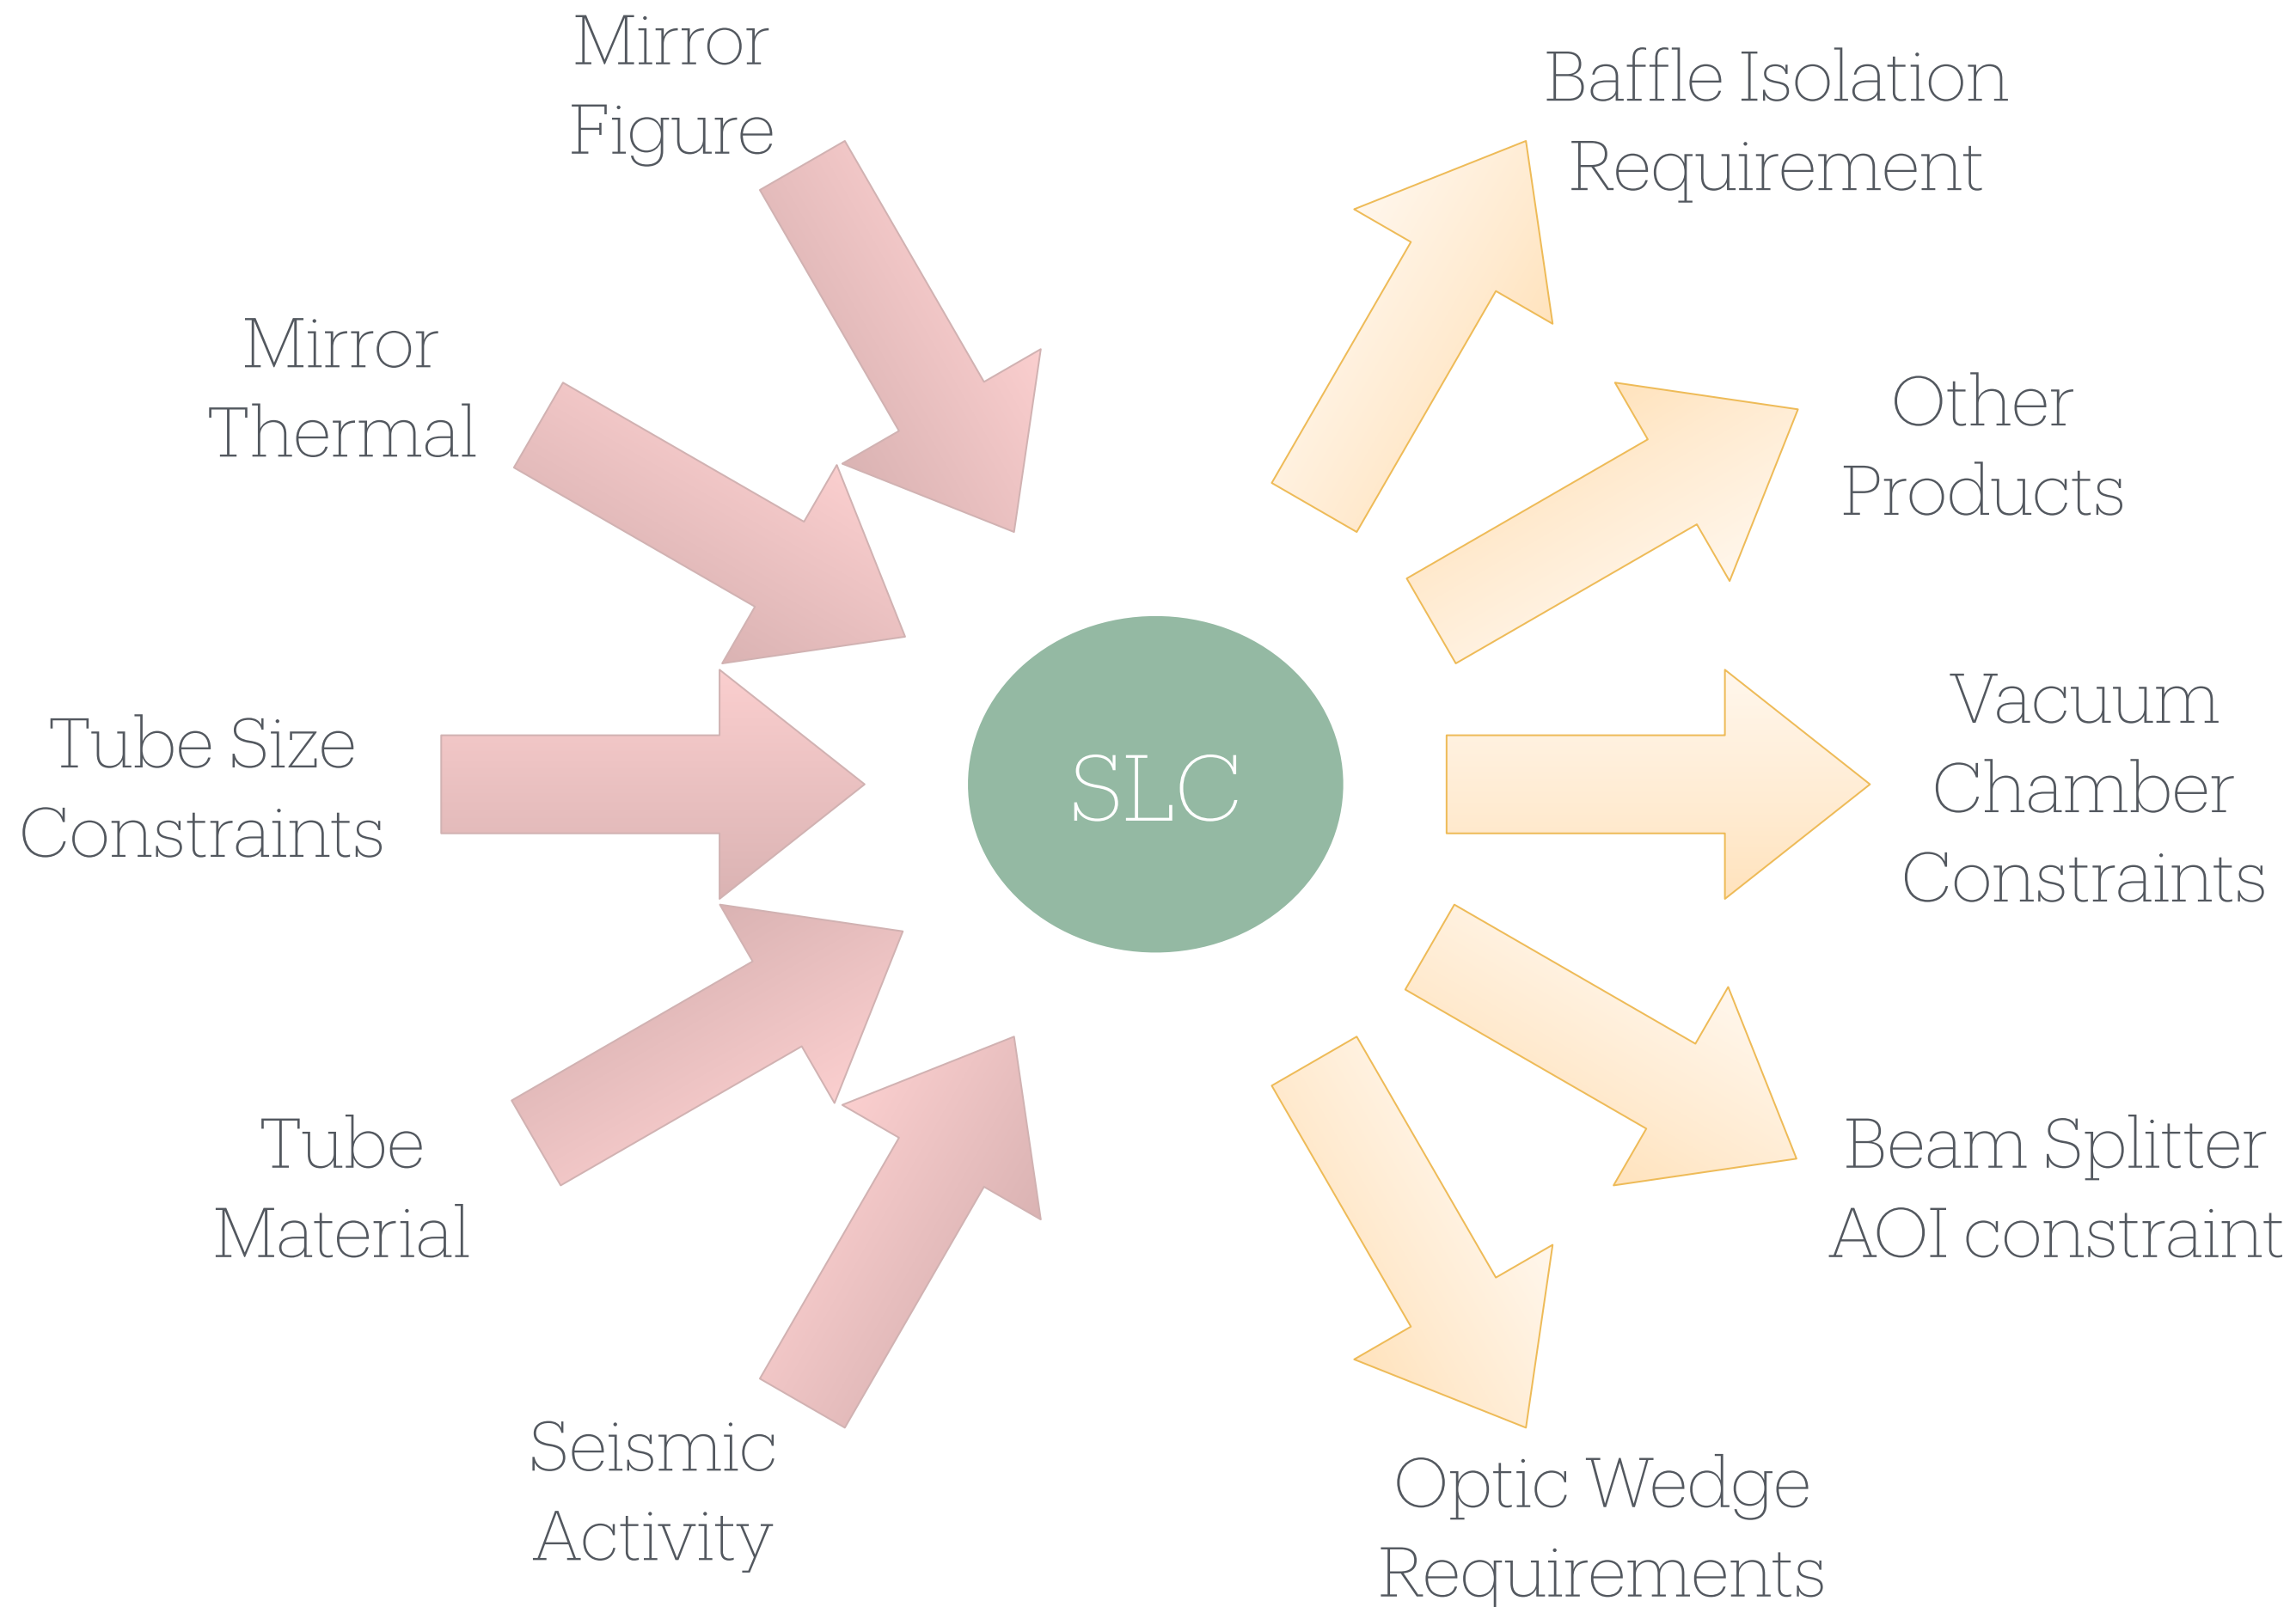 Mirror
Figure
Mirror
Thermal
Tube Size
Constraints
Tube
Material
Seismic
Activity
SLC
Baffle Isolation
Requirement
Other
Products
Vacuum
Chamber
Constraints
Beam Splitter
AOI constraint
Optic Wedge
Requirements